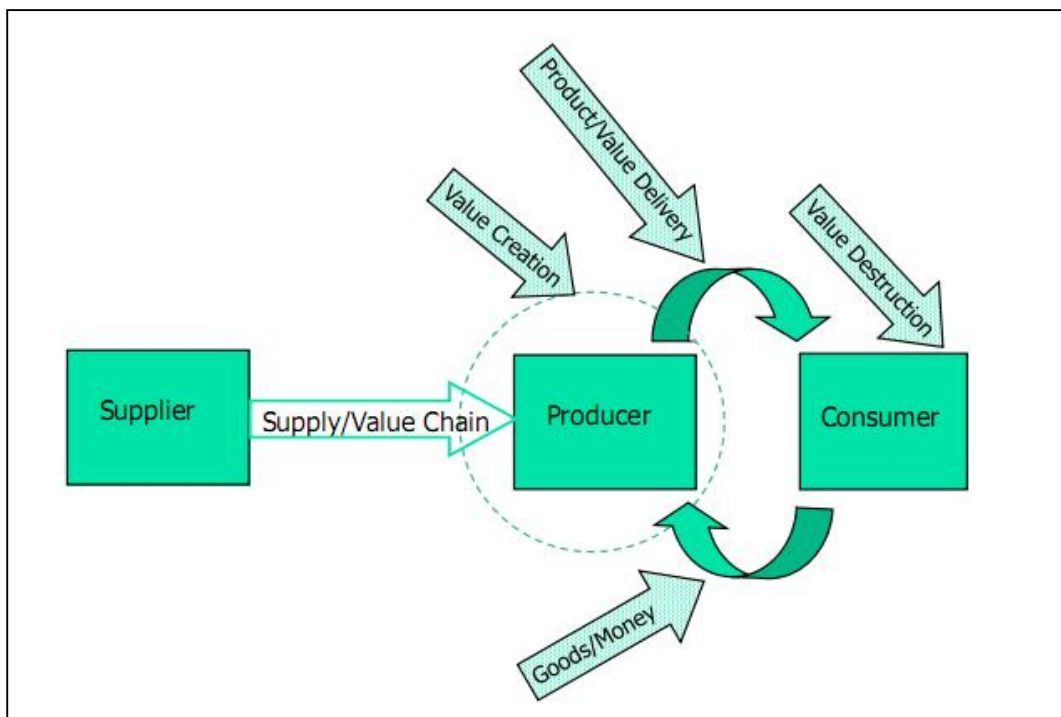 Product/Value Delivery
Value Creation
Value Destruction
Supplier
Supply/Value Chain
Producer
Consumer
Goods/Money